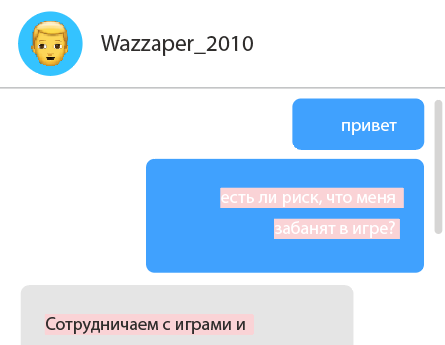 Wazzaper_2010
привет
есть ли риск, что меня
забанят в игре?
Сотрудничаем с играми и